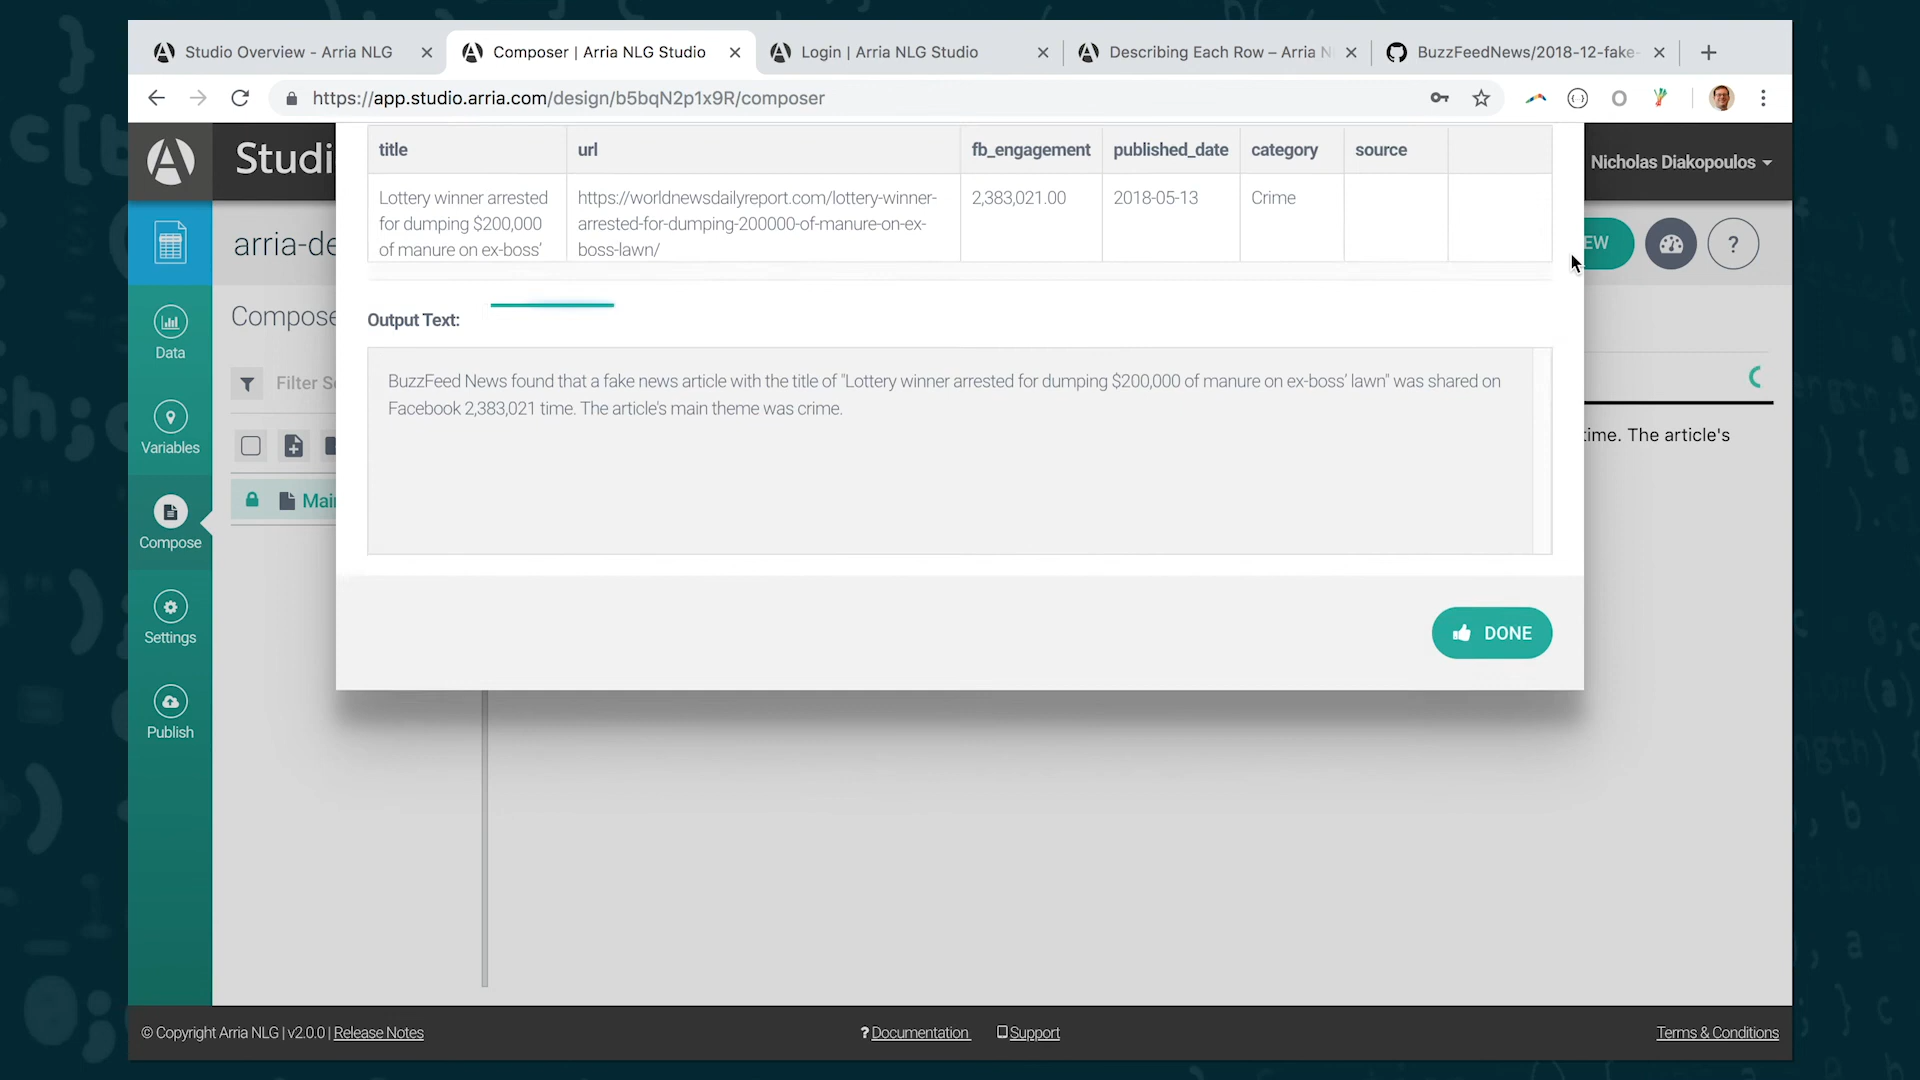 Studio Overview - Arria NLG
Composer | Arria NLG Studio
Login | Arria NLG Studio
Describing Each Row – Arria N
BuzzFeedNews/2018-12-fake-
https://app.studio.arria.com/design/b5bqN2p1x9R/composer
Studi
Nicholas Diakopoulos
title url fb_engagement published_date category source
Lottery winner arrested https://worldnewsdailyreport.com/lottery-winner- 2,383,021.00 2018-05-13 Crime
for dumping $200,000 arrested-for-dumping-200000-of-manure-on-ex-
of manure on ex-boss’ boss-lawn/
arria-de
EW
?
Compose
Output Text:
Data
Filter S
BuzzFeed News found that a fake news article with the title of "Lottery winner arrested for dumping $200,000 of manure on ex-boss’ lawn" was shared on
Facebook 2,383,021 time. The article's main theme was crime.
Variables
ime. The article's
Main
Compose
Settings
DONE
Publish
© Copyright Arria NLG | v2.0.0 | Release Notes
? Documentation
Support
Terms & Conditions